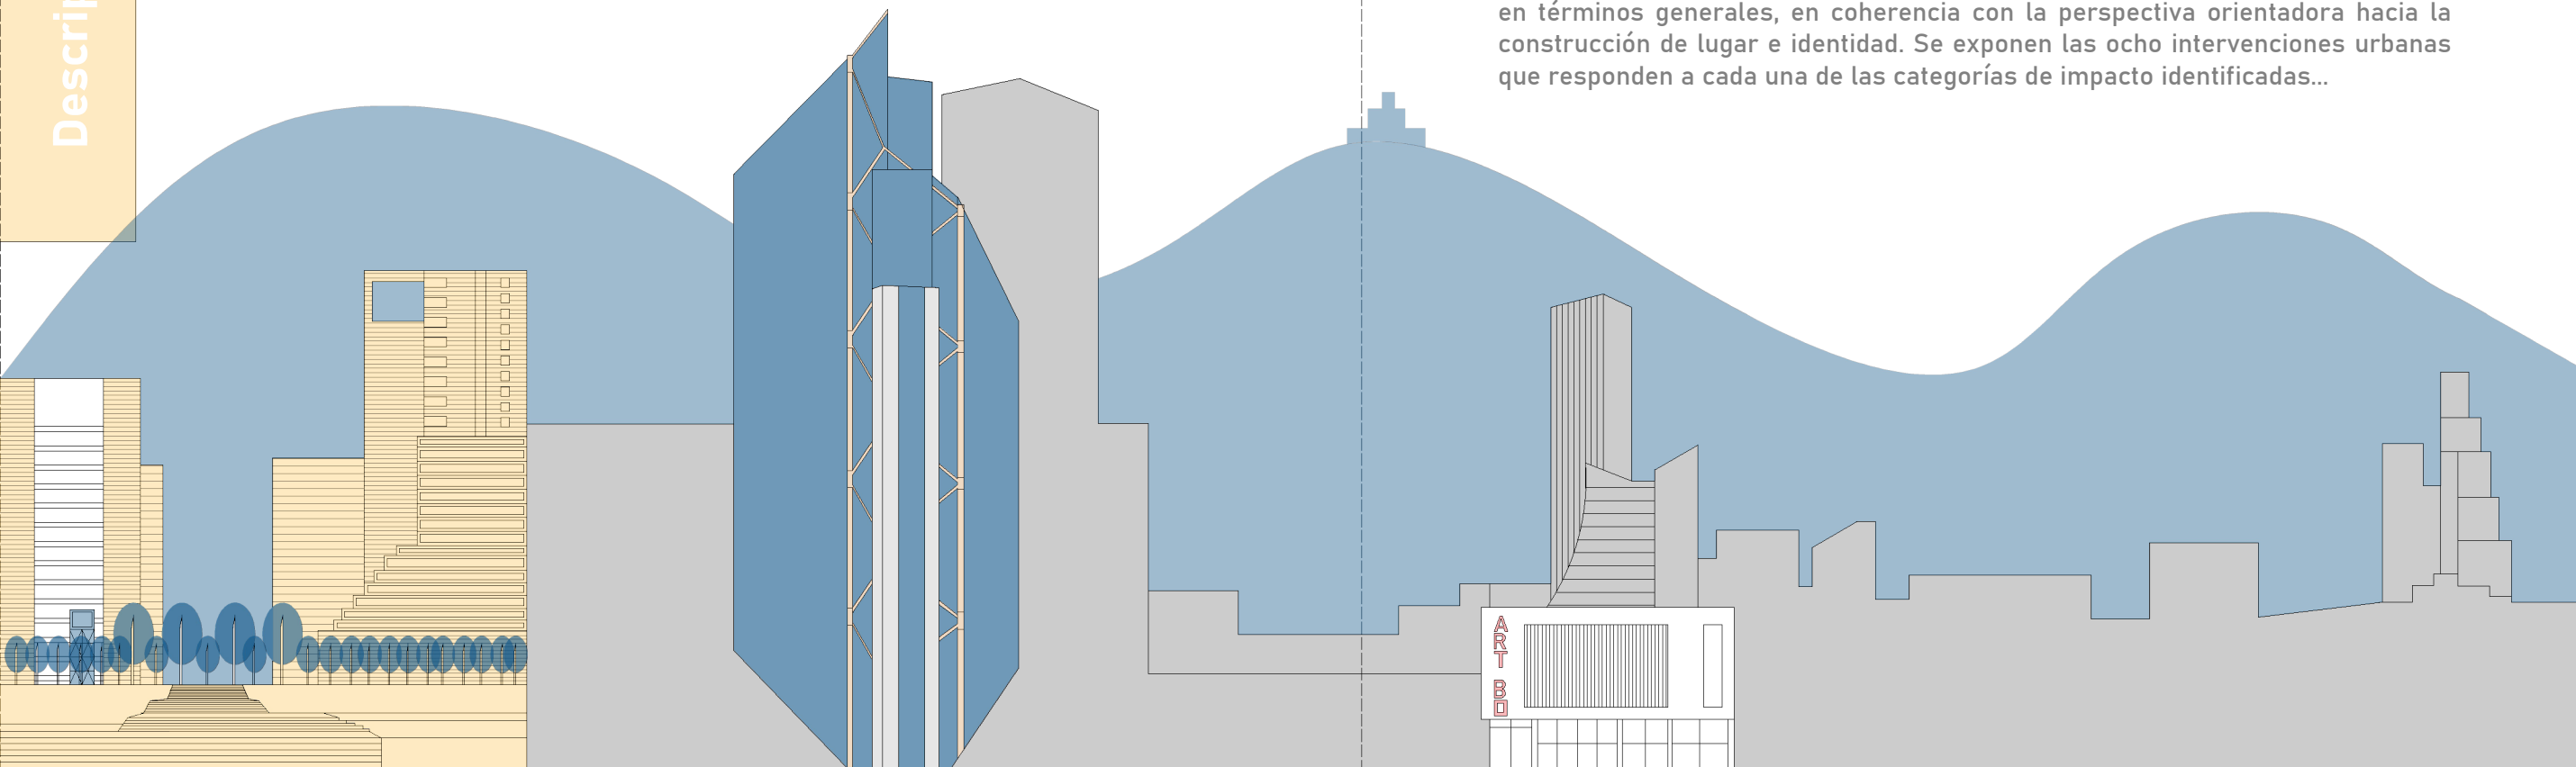 Descrip
en términos generales, en coherencia con la perspectiva orientadora hacia la
construcción de lugar e identidad. Se exponen las ocho intervenciones urbanas
que responden a cada una de las categorías de impacto identificadas...
ART BO